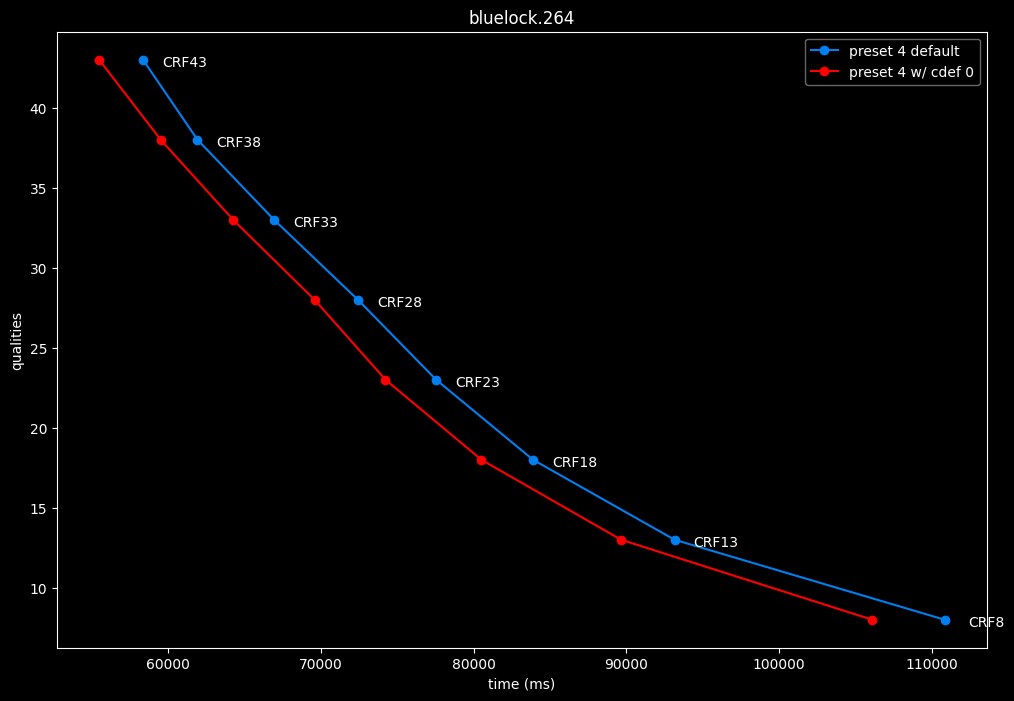 bluelock.264
preset 4 default
preset 4 w/ cdef 0
CRF43
CRF38
CRF33
CRF28
CRF23
CRF18
CRF13
CRF8
qualities
40
35
30
25
20
15
10
60000
70000
80000
90000
100000
110000
time (ms)